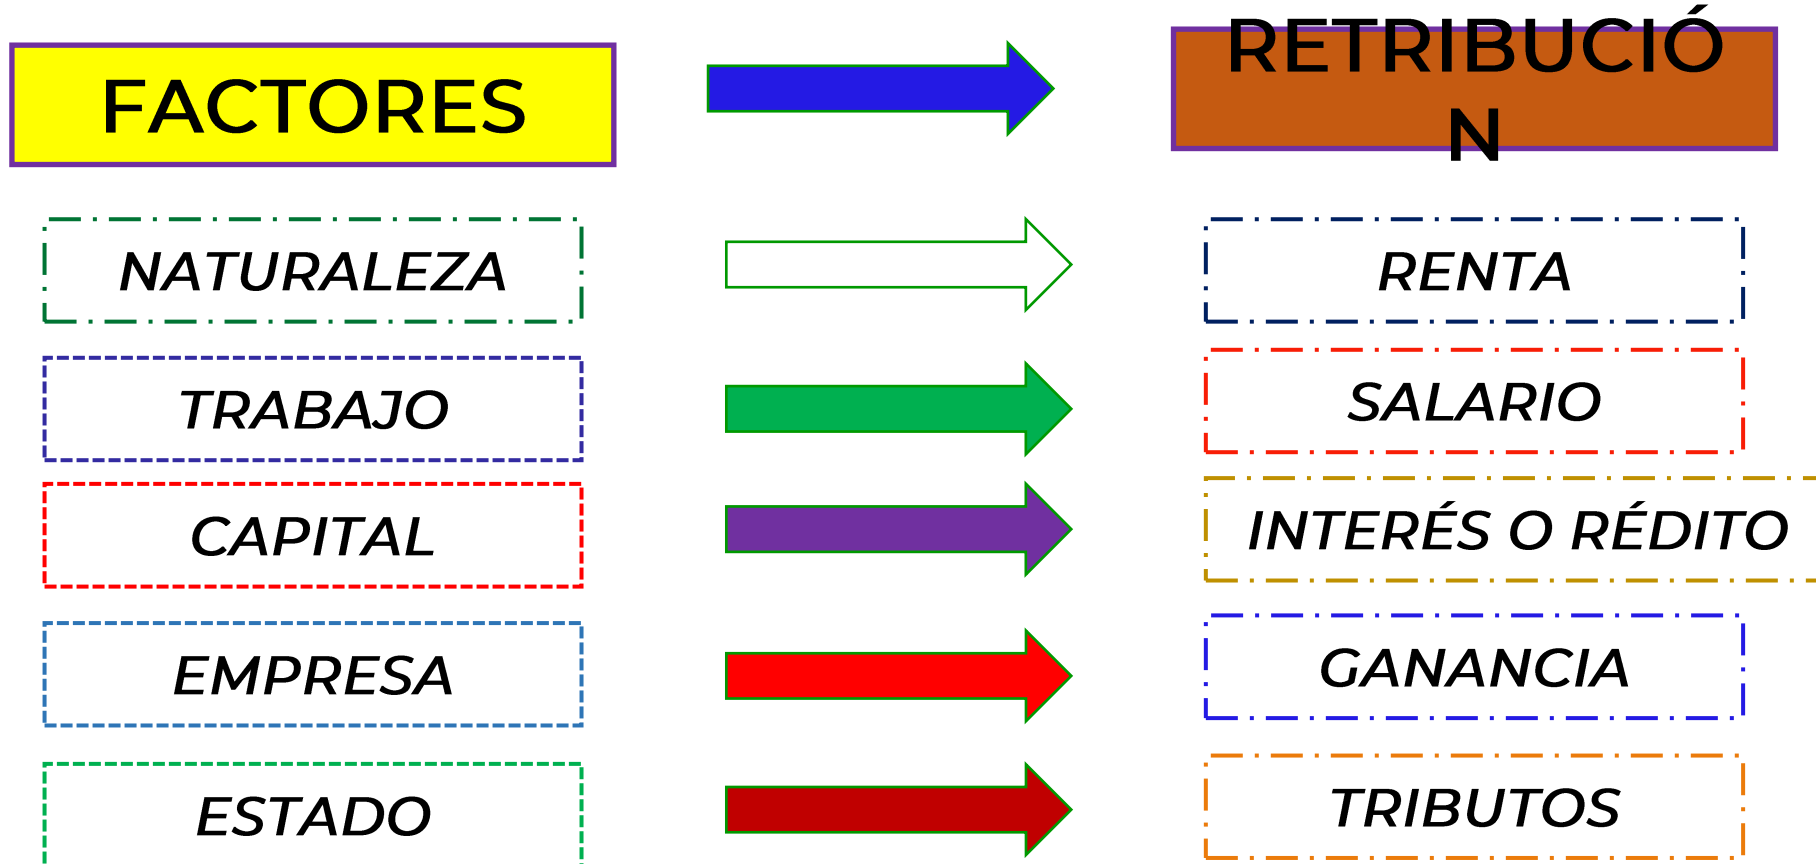 FACTORES
RETRIBUCIÓ
N
NATURALEZA
RENTA
TRABAJO
SALARIO
CAPITAL
INTERÉS O RÉDITO
EMPRESA
GANANCIA
ESTADO
TRIBUTOS